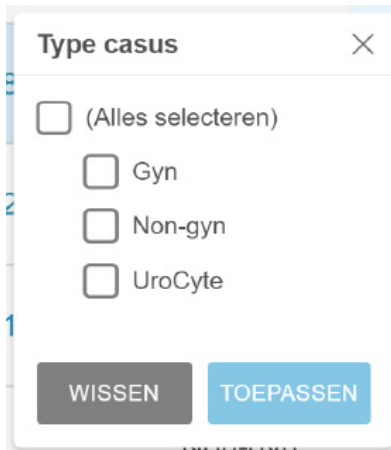 Type casus
(Alles selecteren)
Gyn
Non-gyn
UroCyte
WISSEN
TOEPASSEN